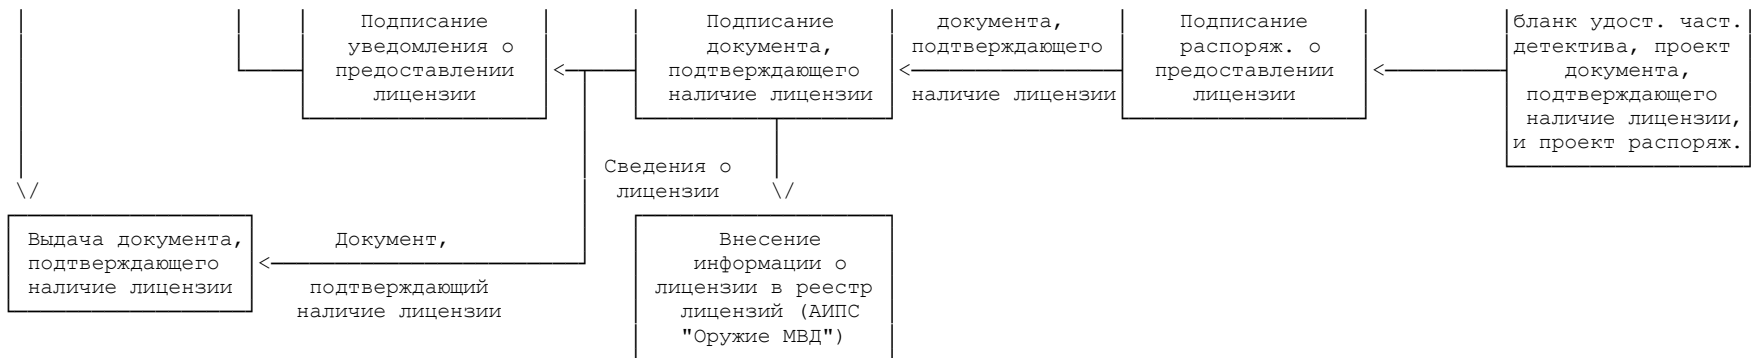 Подписание
уведомления о
предоставлении
лицензии
Подписание
документа,
подтверждающего
наличие лицензии
документа,
подтверждающего
наличие лицензии
Подписание
распоряж. о
предоставлении
лицензии
бланк удост. част.
детектива, проект
документа,
подтверждающего
наличие лицензии,
и проект распоряж.
Сведения о
лицензии
Выдача документа,
подтверждающего
наличие лицензии
Документ,
подтверждающий
наличие лицензии
Внесение
информации о
лицензии в реестр
лицензий (АИПС
"Оружие МВД")